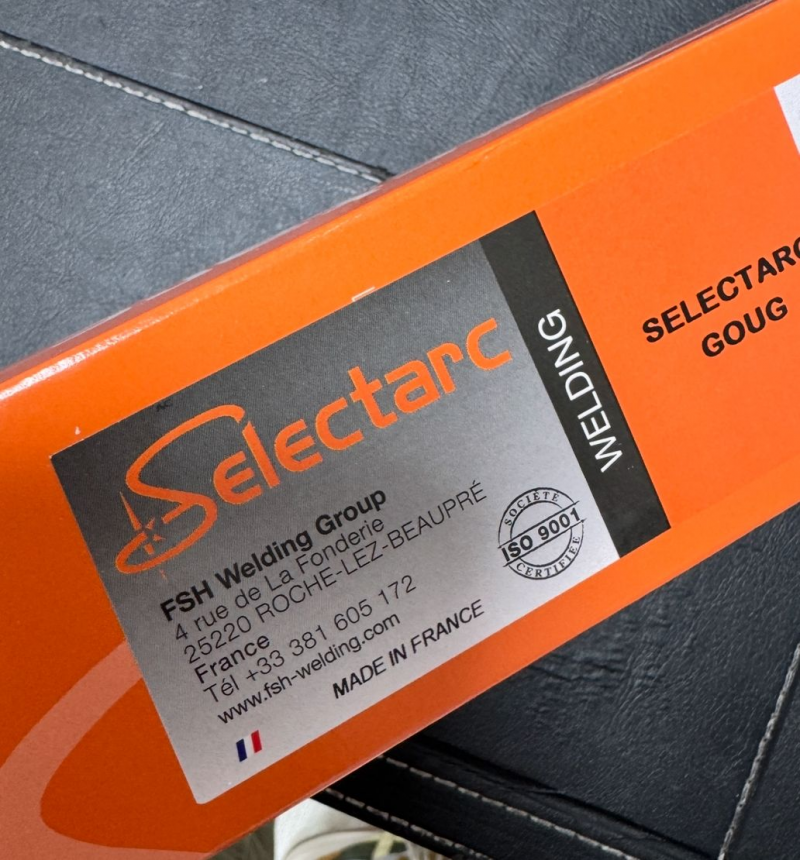 Selectarc
WELDING
FSH Welding Group
4 rue de La Fonderie
25220 ROCHE-LEZ-BEAUPRÉ
France
Tél +33 381 605 172
www.fsh-welding.com
MADE IN FRANCE
SOCIÉTÉ
ISO 9001
CERTIFIÉE
SELECTARC
GOUG